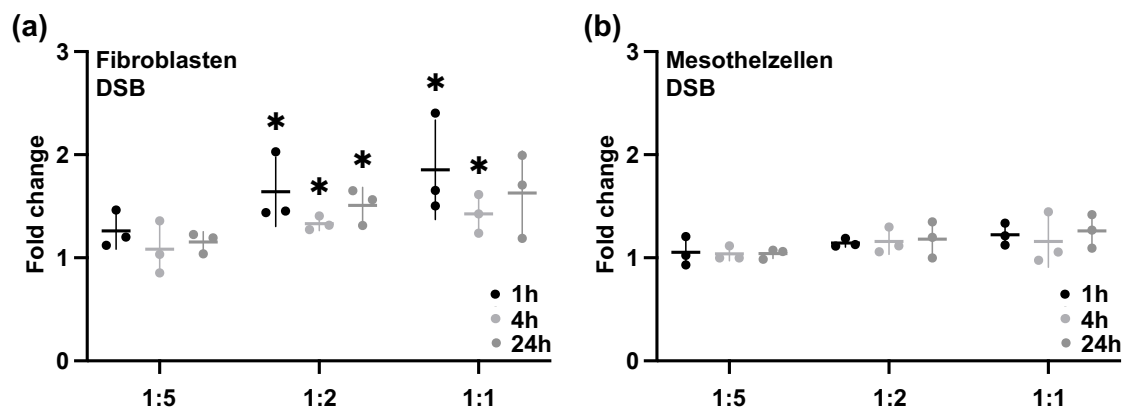 (a)
Fibroblasten
DSB
Fold change
3
2
1
0
* * * * *
1h
4h
24h
1:5 1:2 1:1
(b)
Mesothelzellen
DSB
Fold change
3
2
1
0
1h
4h
24h
1:5 1:2 1:1